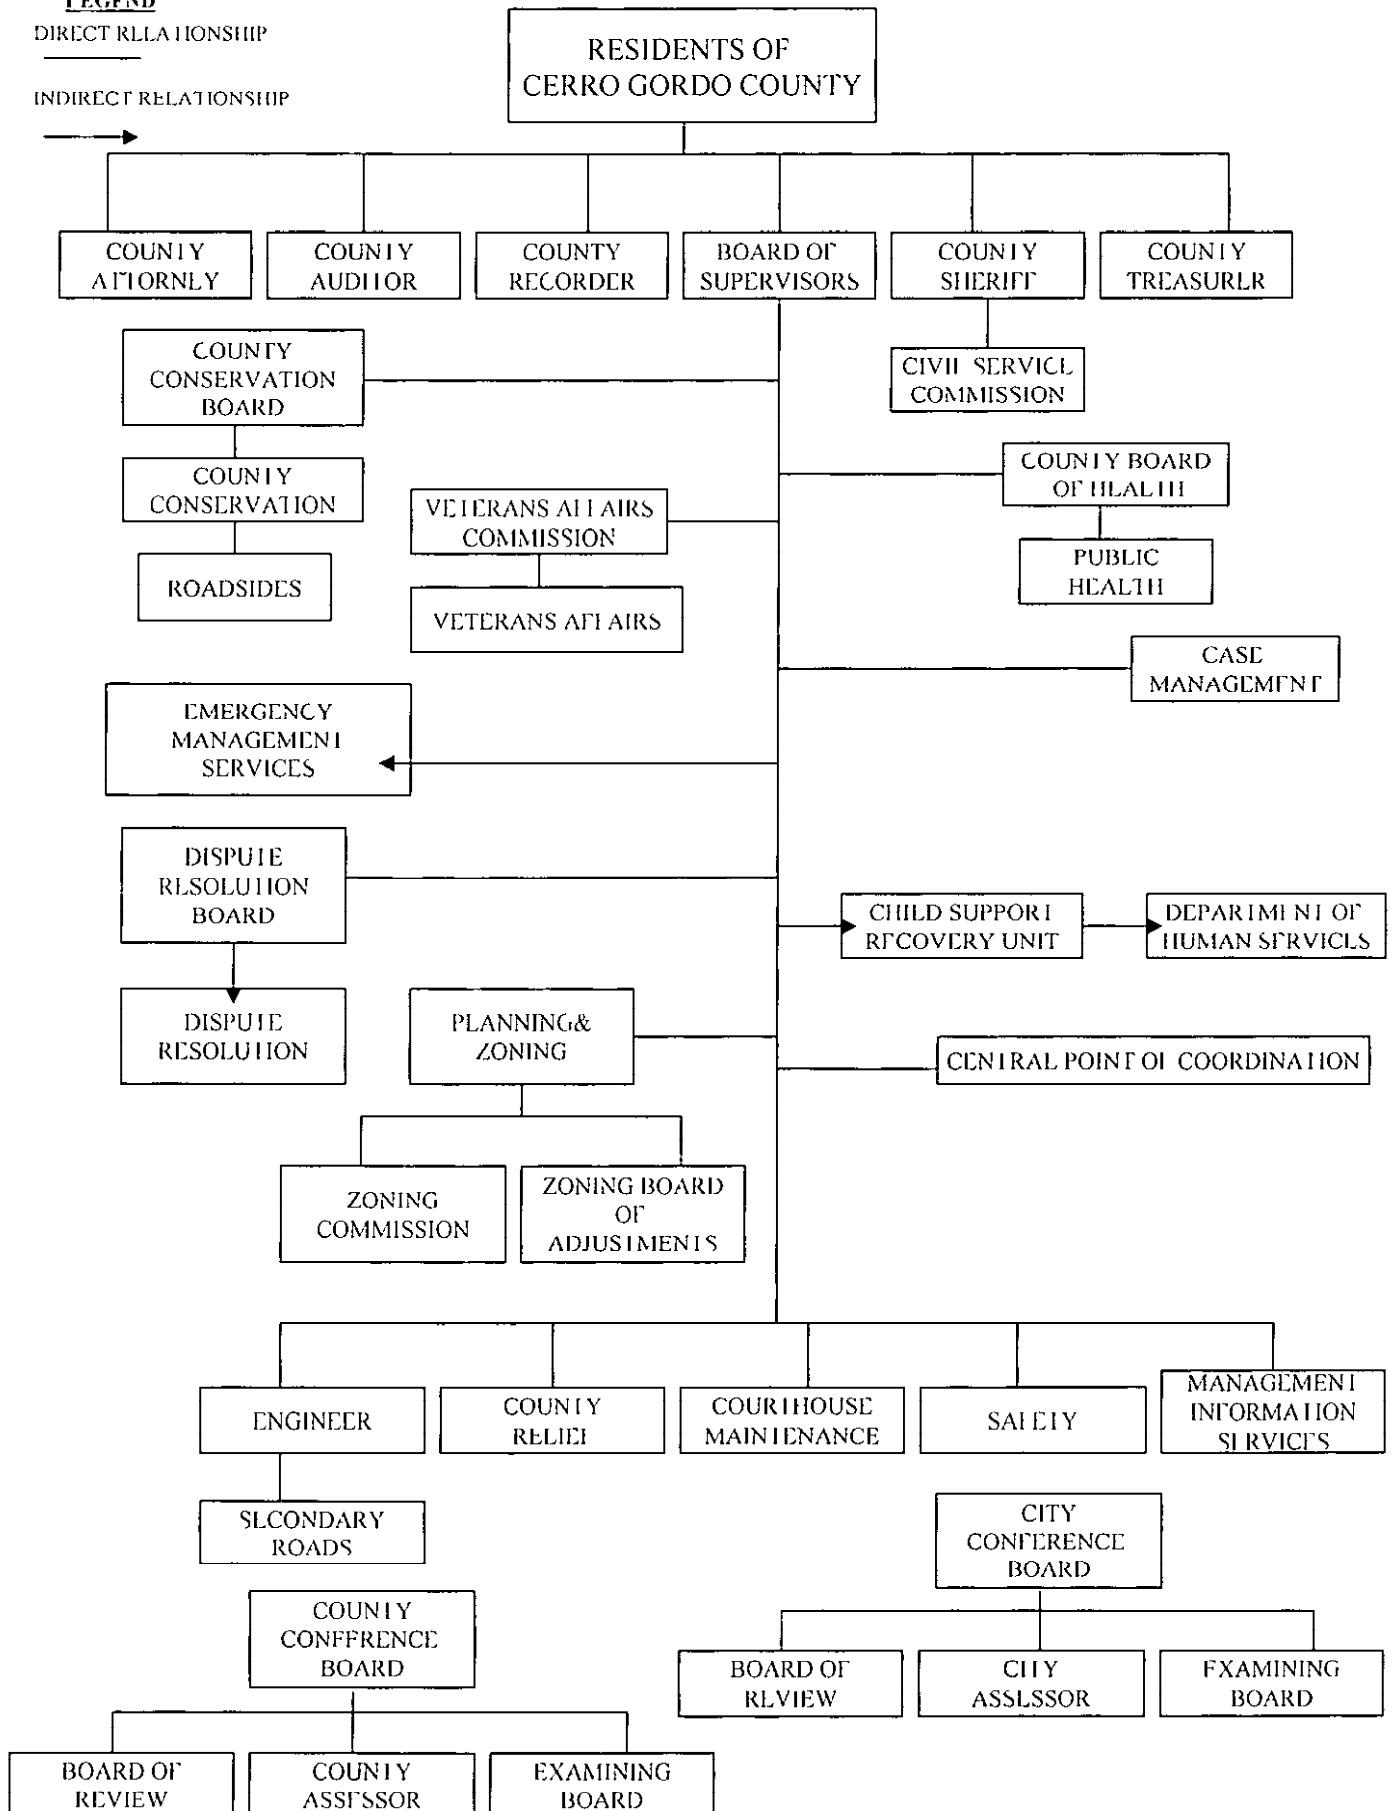 LEGEND
DIRECT RELATIONSHIP
INDIRECT RELATIONSHIP
RESIDENTS OF
CERRO GORDO COUNTY
COUNTY
ATTORNEY
COUNTY
AUDITOR
COUNTY
RECORDER
BOARD OF
SUPERVISORS
COUNTY
SHERIFF
COUNTY
TREASURER
COUNTY
CONSERVATION
BOARD
CIVIL SERVICE
COMMISSION
COUNTY BOARD
OF HEALTH
COUNTY
CONSERVATION
VETERANS AFFAIRS
COMMISSION
PUBLIC
HEALTH
ROADSIDES
VETERANS AFFAIRS
CASE
MANAGEMENT
EMERGENCY
MANAGEMENT
SERVICES
DISPUTE
RESOLUTION
BOARD
CHILD SUPPORT
RECOVERY UNIT
DEPARTMENT OF
HUMAN SERVICES
DISPUTE
RESOLUTION
PLANNING&
ZONING
CENTRAL POINT OF COORDINATION
ZONING
COMMISSION
ZONING BOARD
OF
ADJUSTMENTS
ENGINEER
COUNTY
RELIEF
COURTHOUSE
MAINTENANCE
SAFETY
MANAGEMENT
INFORMATION
SERVICES
SECONDARY
ROADS
CITY
CONFERENCE
BOARD
COUNTY
CONFERENCE
BOARD
BOARD OF
REVIEW
CITY
ASSESSOR
EXAMINING
BOARD
BOARD OF
REVIEW
COUNTY
ASSESSOR
EXAMINING
BOARD